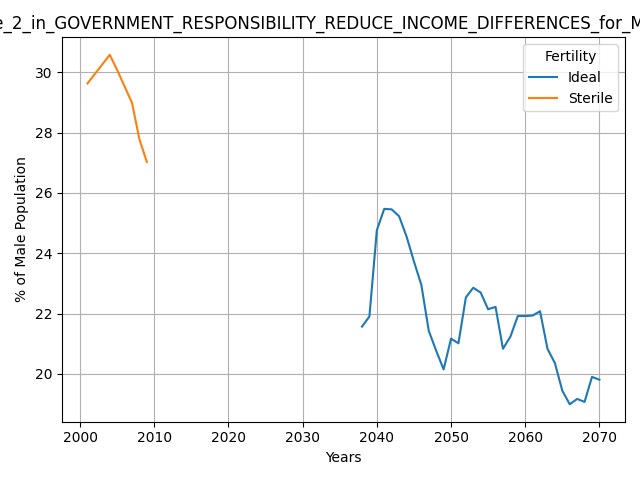 e_2_in_GOVERNMENT_RESPONSIBILITY_REDUCE_INCOME_DIFFERENCES_for_M
Fertility
Ideal
Sterile
% of Male Population
30
28
26
24
22
20
2000 2010 2020 2030 2040 2050 2060 2070
Years